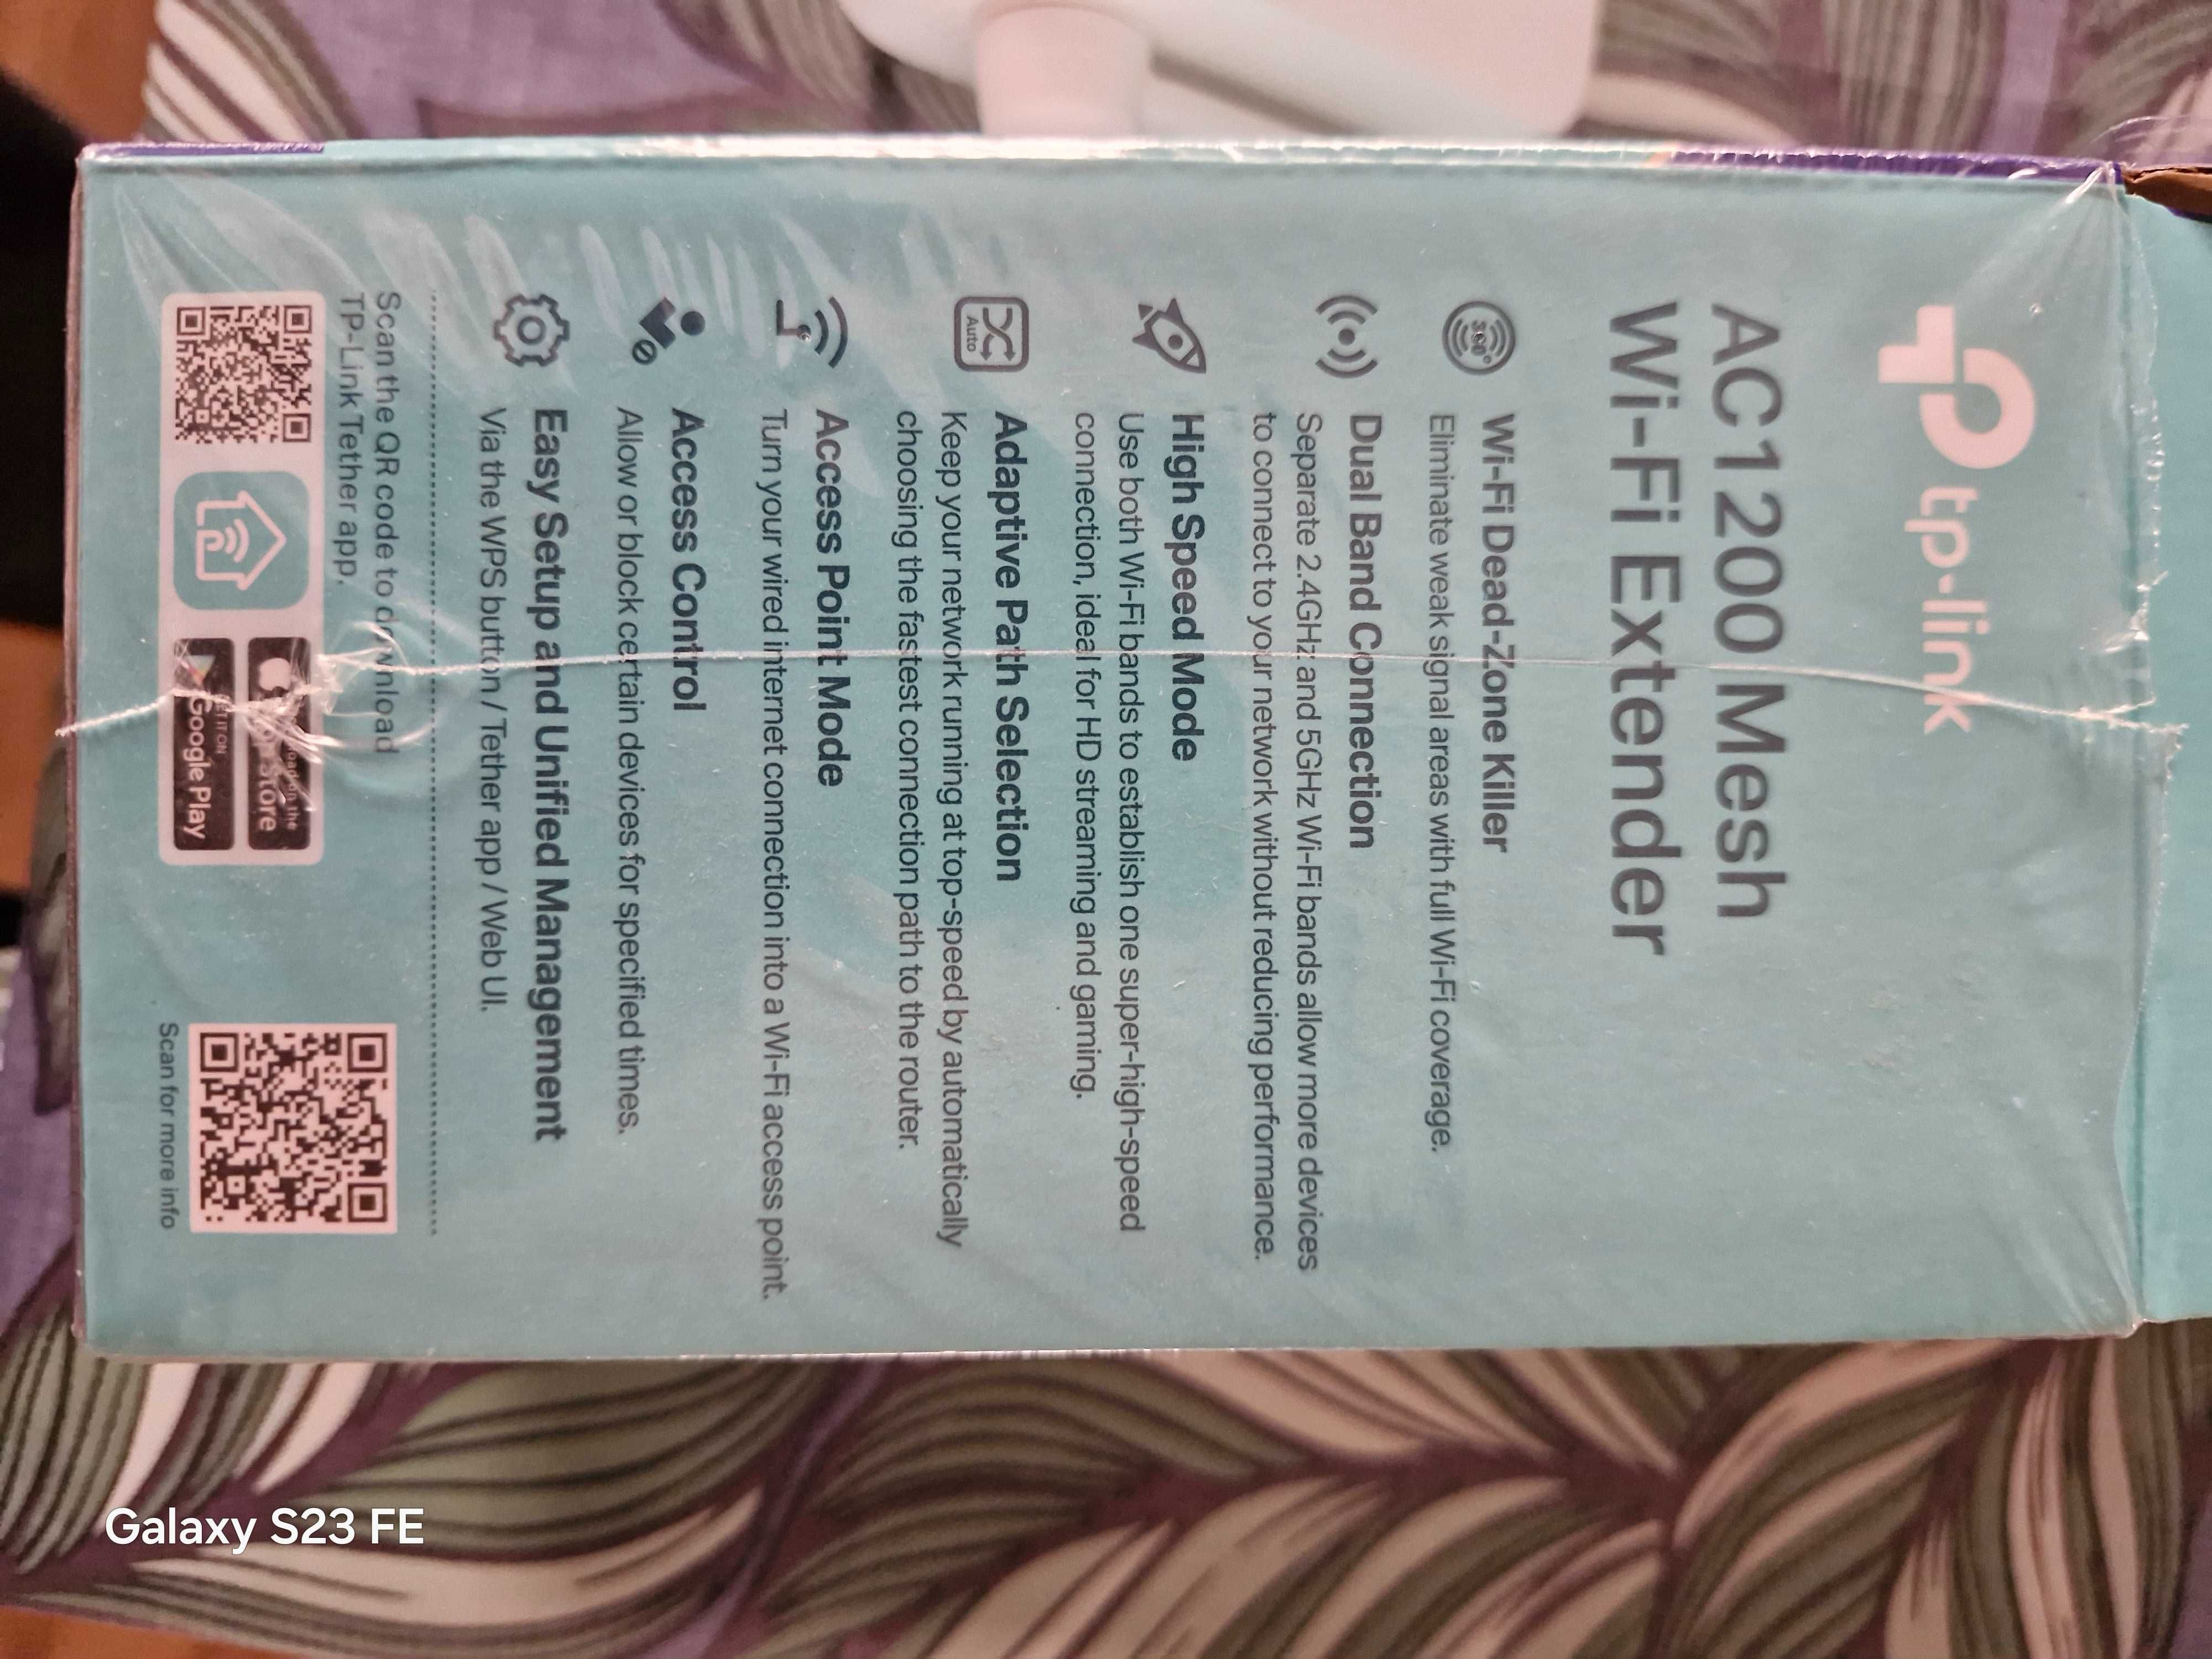 tp-link
AC1200 Mesh
Wi-Fi Extender
360°
Wi-Fi Dead-Zone Killer
Eliminate weak signal areas with full Wi-Fi coverage.
Dual Band Connection
Separate 2.4GHz and 5GHz Wi-Fi bands allow more devices
to connect to your network without reducing performance.
High Speed Mode
Use both Wi-Fi bands to establish one super-high-speed
connection, ideal for HD streaming and gaming.
Auto
Adaptive Path Selection
Keep your network running at top-speed by automatically
choosing the fastest connection path to the router.
Access Point Mode
Turn your wired internet connection into a Wi-Fi access point.
Access Control
Allow or block certain devices for specified times.
Easy Setup and Unified Management
Via the WPS button / Tether app / Web UI.
Scan the QR code to download
TP-Link Tether app.
on the
Store
Google Play
Scan for more info
Galaxy S23 FE